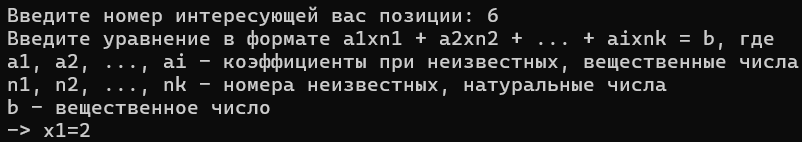 Введите номер интересующей вас позиции: 6
Введите уравнение в формате a1xn1 + a2xn2 + ... + aixnk = b, где
a1, a2, ..., ai - коэффициенты при неизвестных, вещественные числа
n1, n2, ..., nk - номера неизвестных, натуральные числа
b - вещественное число
-> x1=2